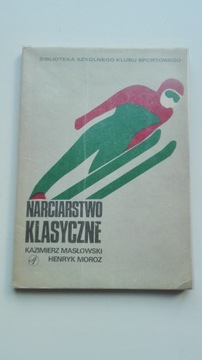 BIBLIOTEKA SZKOLNEGO KLUBU SPORTOWEGO
NARCIARSTWO
KLASYCZNE
KAZIMIERZ MASŁOWSKI
HENRYK MOROZ